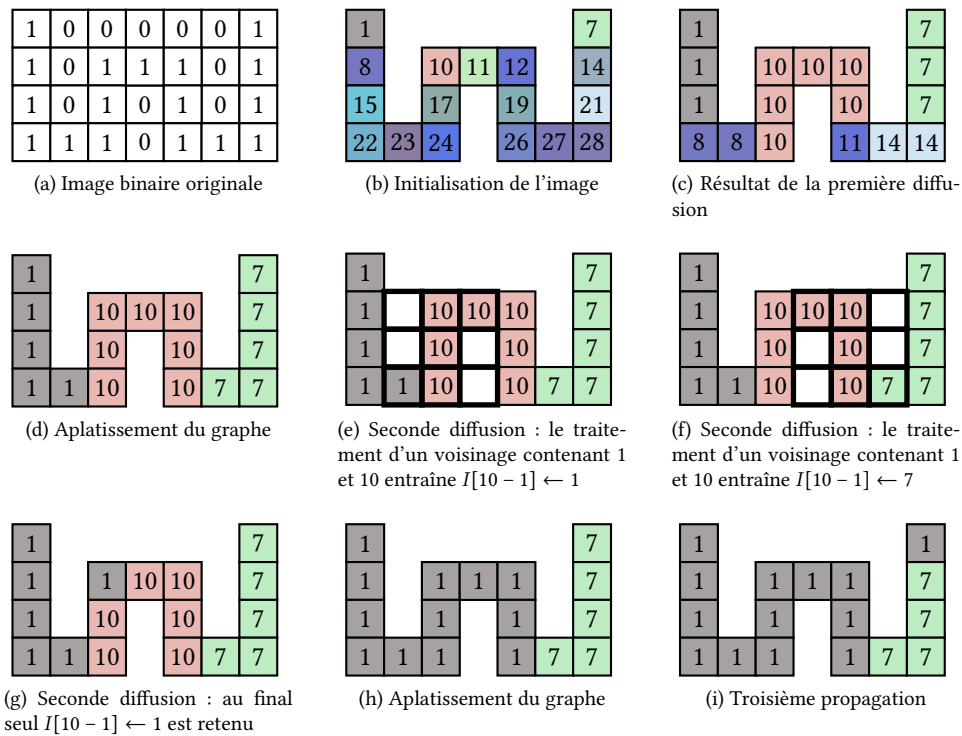 1 0 0 0 0 0 1
1 0 1 1 1 0 1
1 0 1 0 1 0 1
1 1 1 0 1 1 1
(a) Image binaire originale
1 7
8 10 11 12 14
15 17 19 21
22 23 24 26 27 28
(b) Initialisation de l'image
1 7
1 10 10 10 7
1 10 10 7
8 8 10 11 14 14
(c) Résultat de la première diffu-
sion
1 7
1 10 10 10 7
1 10 10 7
1 1 10 10 7 7
(d) Aplatissement du graphe
1 7
1 10 10 10 7
1 10 10 7
1 1 10 10 7 7
(e) Seconde diffusion : le traite-
ment d'un voisinage contenant 1
et 10 entraîne I[10 – 1] ← 1
7
1 10 10 10 7
1 10 10 7
1 1 10 10 7 7
(f) Seconde diffusion : le traite-
ment d'un voisinage contenant 1
et 10 entraîne I[10 – 1] ← 7
1 7
1 1 10 10 7
1 10 10 7
1 1 10 10 7 7
(g) Seconde diffusion : au final
seul I[10 – 1] ← 1 est retenu
1 7
1 1 1 1 7
1 1 1 7
1 1 1 1 7 7
(h) Aplatissement du graphe
1 1
1 1 1 1 7
1 1 1 7
1 1 1 1 7 7
(i) Troisième propagation